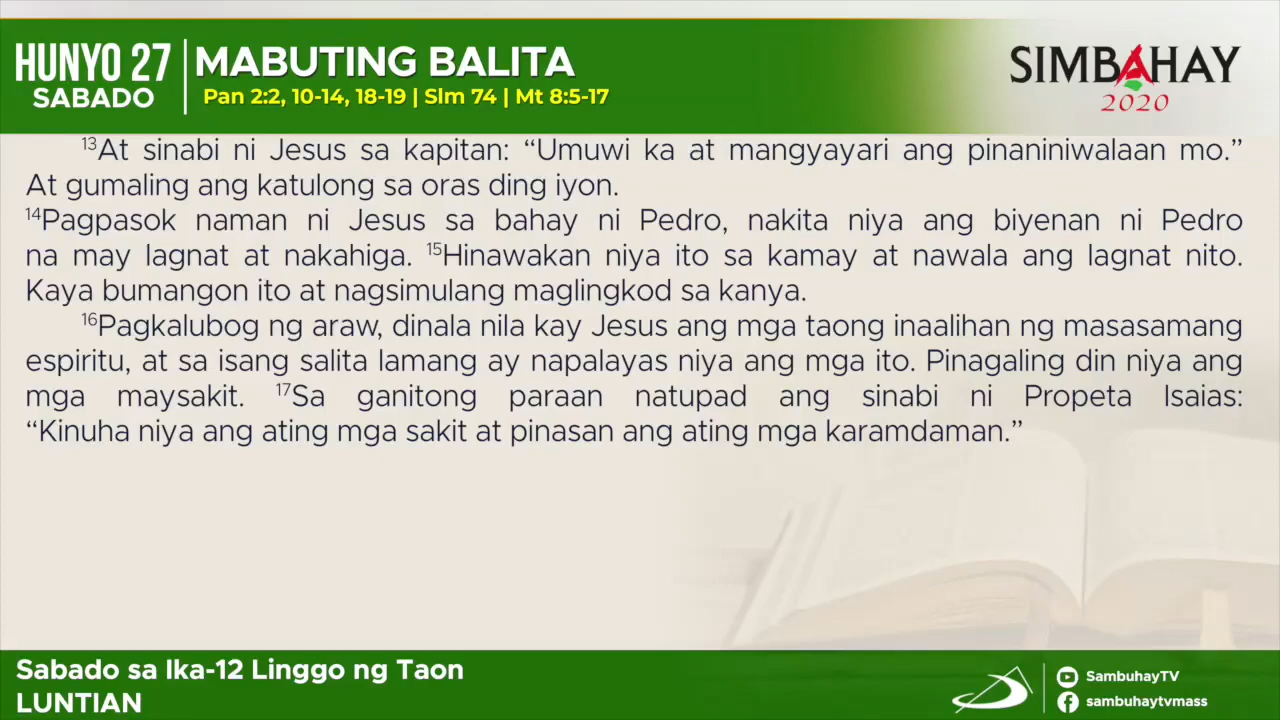 HUNYO 27
SABADO
MABUTING BALITA
Pan 2:2, 10-14, 18-19 | Slm 74 | Mt 8:5-17
SIMBAHAY
2020
13At sinabi ni Jesus sa kapitan: “Umuwi ka at mangyayari ang pinaniniwalaan mo.”
At gumaling ang katulong sa oras ding iyon.
14Pagpasok naman ni Jesus sa bahay ni Pedro, nakita niya ang biyenan ni Pedro
na may lagnat at nakahiga. 15Hinawakan niya ito sa kamay at nawala ang lagnat nito.
Kaya bumangon ito at nagsimulang maglingkod sa kanya.
16Pagkalubog ng araw, dinala nila kay Jesus ang mga taong inaalihan ng masasamang
espiritu, at sa isang salita lamang ay napalayas niya ang mga ito. Pinagaling din niya ang
mga maysakit. 17Sa ganitong paraan natupad ang sinabi ni Propeta Isaias:
“Kinuha niya ang ating mga sakit at pinasan ang ating mga karamdaman.”
Sabado sa Ika-12 Linggo ng Taon
LUNTIAN
SambuhayTV
sambuhaytvmass